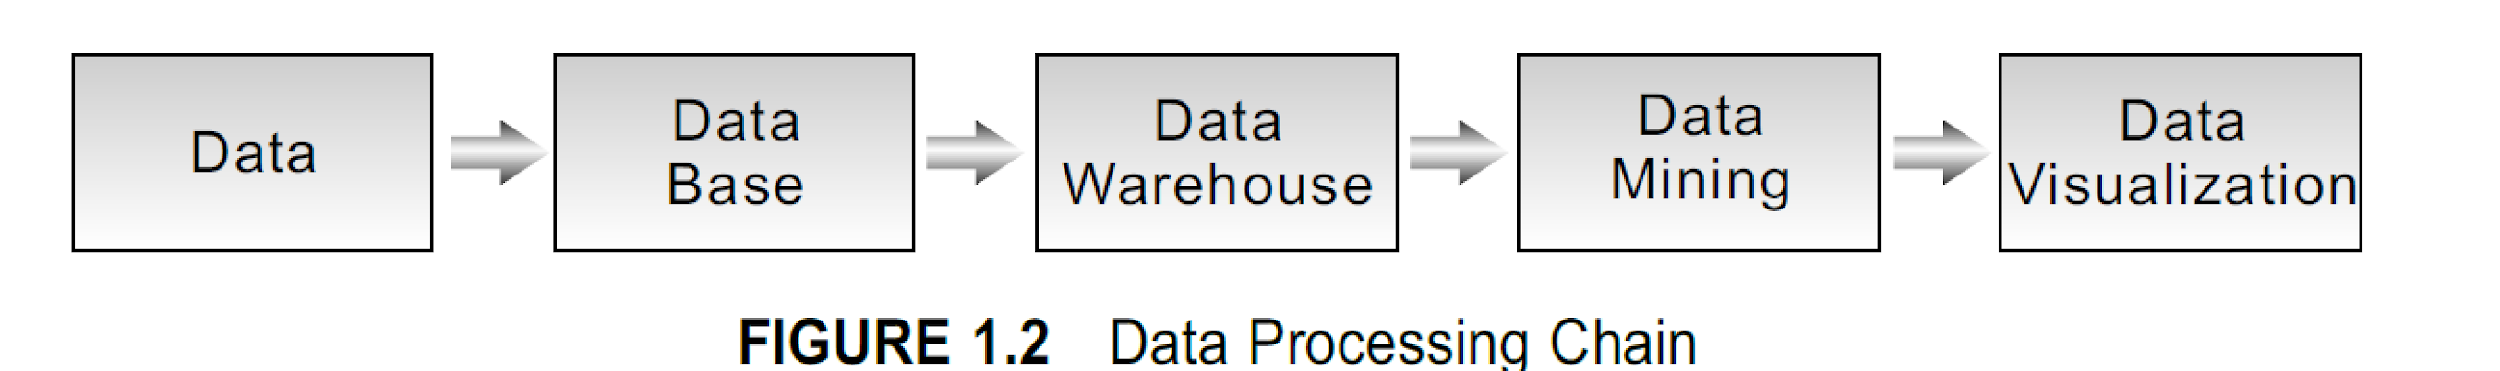 Data
Data
Base
Data
Warehouse
Data
Mining
Data
Visualization
FIGURE 1.2 Data Processing Chain